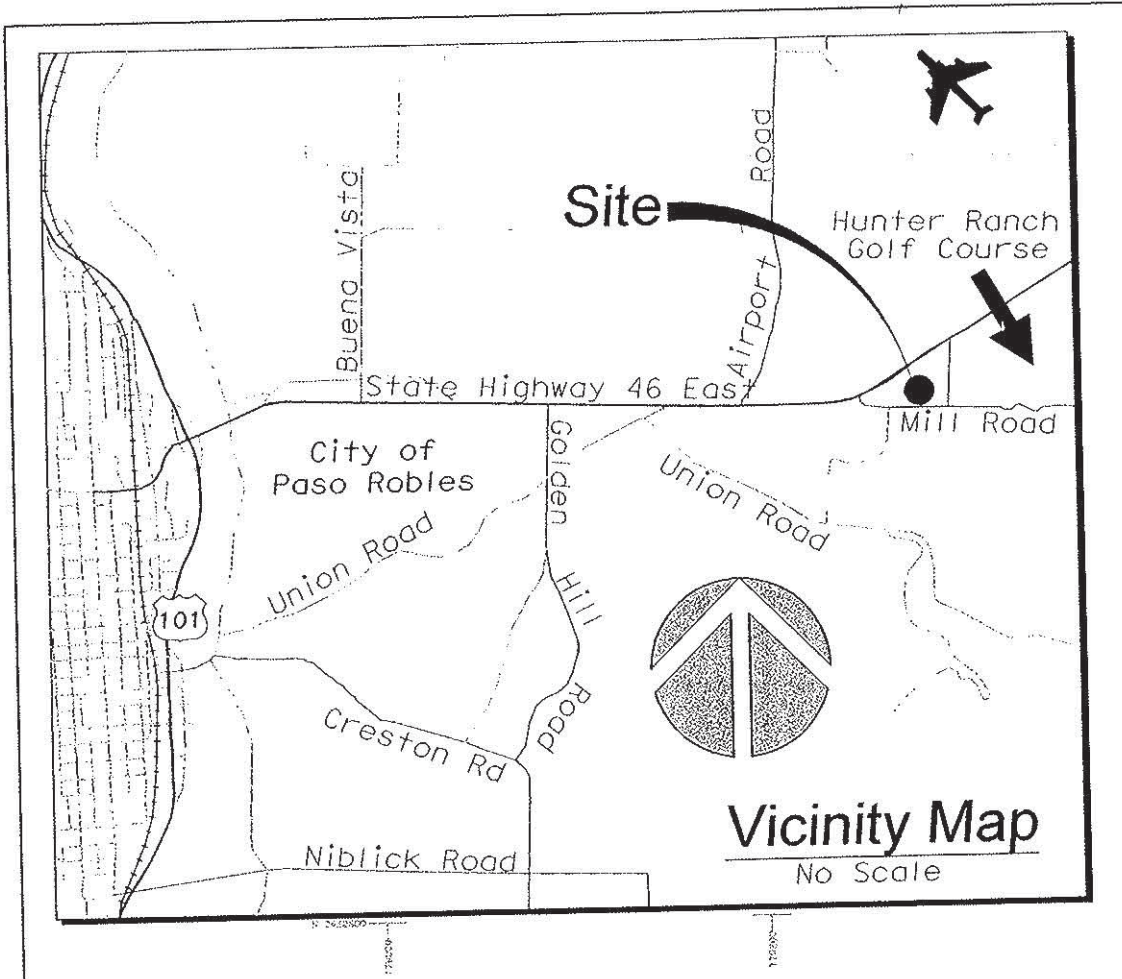 Road
Site
Hunter Ranch
Golf Course
Buena Vista
Airport
State Highway 46 East
Mill Road
City of
Paso Robles
Golden
Union Road
Union Road
101
Hill
Road
Creston Rd
Vicinity Map
No Scale
Niblick Road